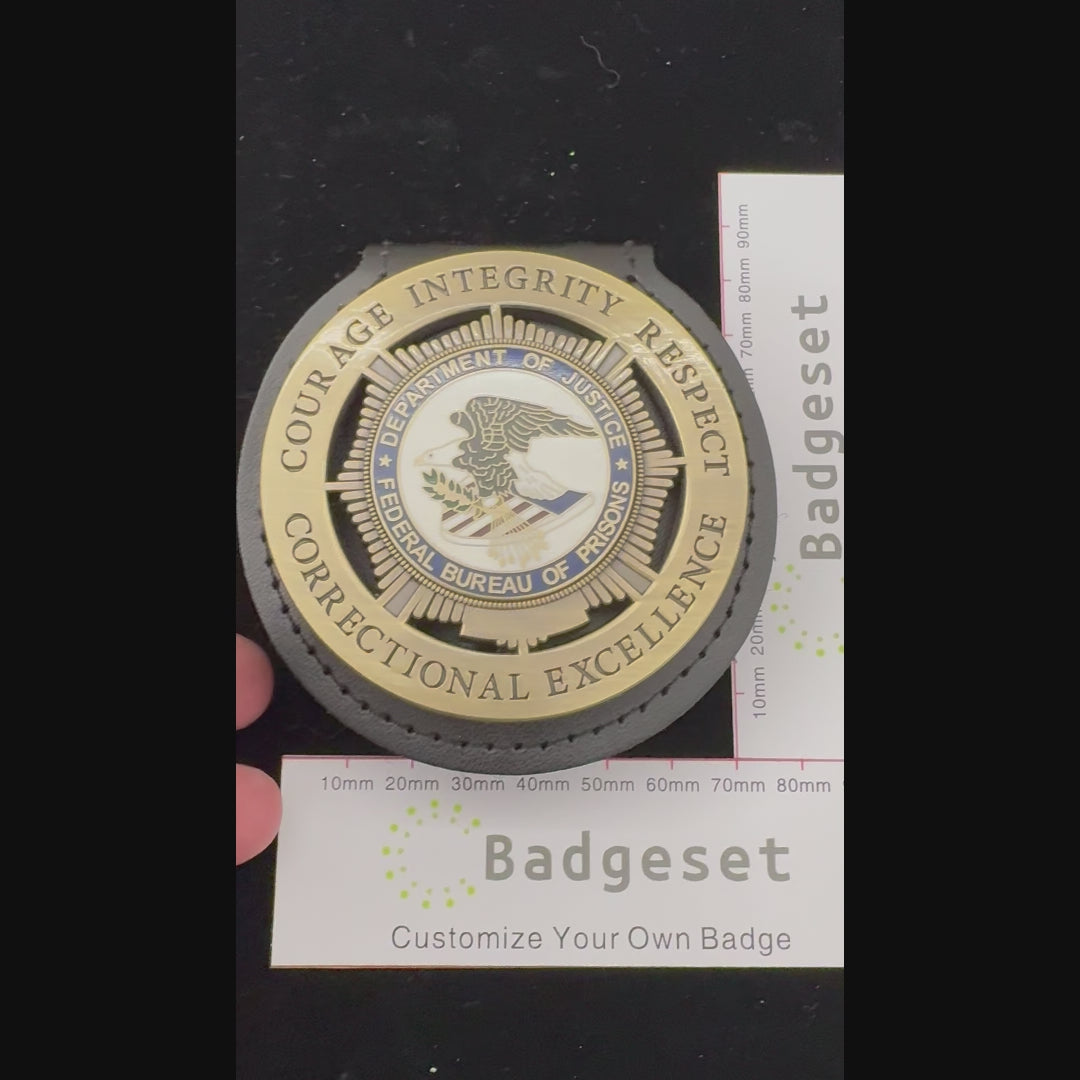 COURAGE INTEGRITY RESPECT
CORRECTIONAL EXCELLENCE
★ DEPARTMENT OF JUSTICE ★
FEDERAL BUREAU OF PRISONS
90mm
80mm
70mm
20mm
10mm
Badgeset
10mm 20mm 30mm 40mm 50mm 60mm 70mm 80mm
Badgeset
Customize Your Own Badge